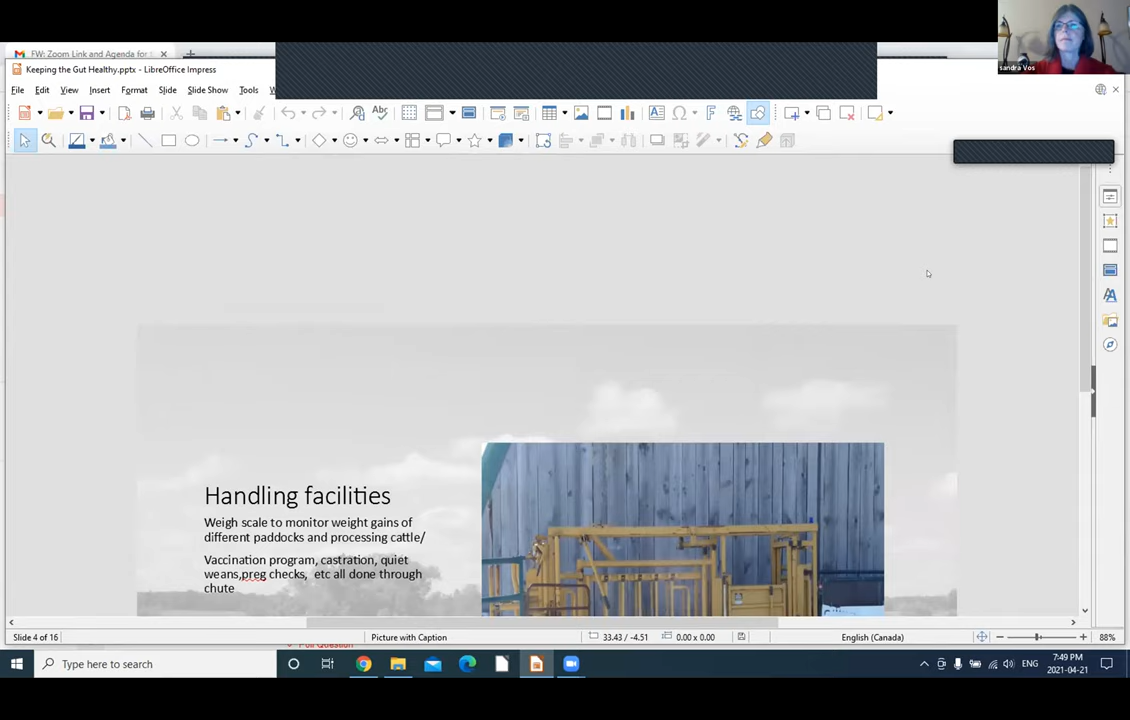 FW: Zoom Link and Agenda for
sandra Vos
Keeping the Gut Healthy.pptx - LibreOffice Impress
File Edit View Insert Format Slide Slide Show Tools
Handling facilities
Weigh scale to monitor weight gains of
different paddocks and processing cattle/
Vaccination program, castration, quiet
weans,preg checks, etc all done through
chute
Slide 4 of 16
Picture with Caption
33.43 / -4.51
0.00 x 0.00
English (Canada)
88%
Type here to search
ENG
7:49 PM
2021-04-21